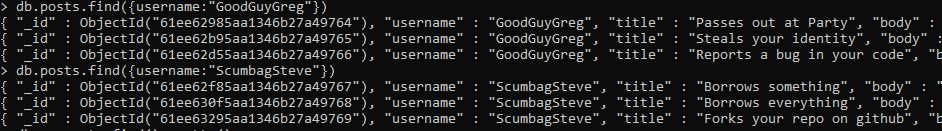 > db.posts.find({username:"GoodGuyGreg"})
{ "_id" : ObjectId("61ee62985aa1346b27a49764"), "username" : "GoodGuyGreg", "title" : "Passes out at Party", "body" :
{ "_id" : ObjectId("61ee62b95aa1346b27a49765"), "username" : "GoodGuyGreg", "title" : "Steals your identity", "body" :
{ "_id" : ObjectId("61ee62d55aa1346b27a49766"), "username" : "GoodGuyGreg", "title" : "Reports a bug in your code", "b
> db.posts.find({username:"ScumbagSteve"})
{ "_id" : ObjectId("61ee62f85aa1346b27a49767"), "username" : "ScumbagSteve", "title" : "Borrows something", "body" :
{ "_id" : ObjectId("61ee630f5aa1346b27a49768"), "username" : "ScumbagSteve", "title" : "Borrows everything", "body" :
{ "_id" : ObjectId("61ee63295aa1346b27a49769"), "username" : "ScumbagSteve", "title" : "Forks your repo on github", "b